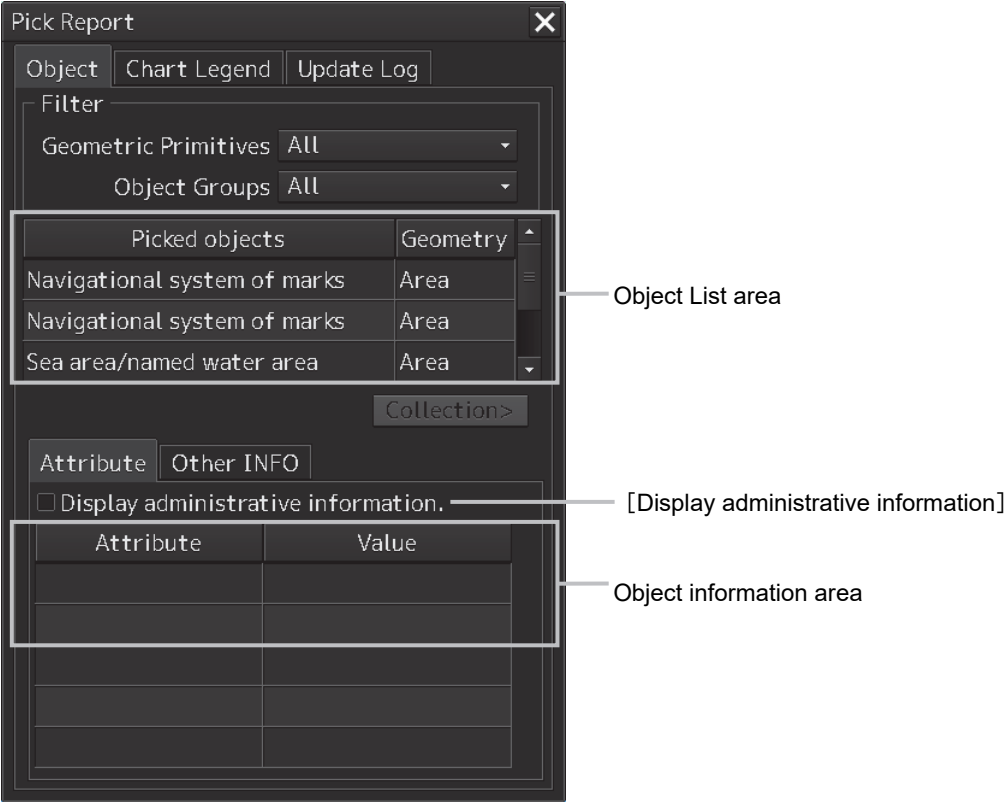 Pick Report
Object Chart Legend Update Log
Filter
Geometric Primitives All
Object Groups All
Picked objects Geometry
Navigational system of marks Area
Navigational system of marks Area
Sea area/named water area Area
Object List area
Collection>
Attribute Other INFO
Display administrative information.
[Display administrative information]
Attribute Value
Object information area